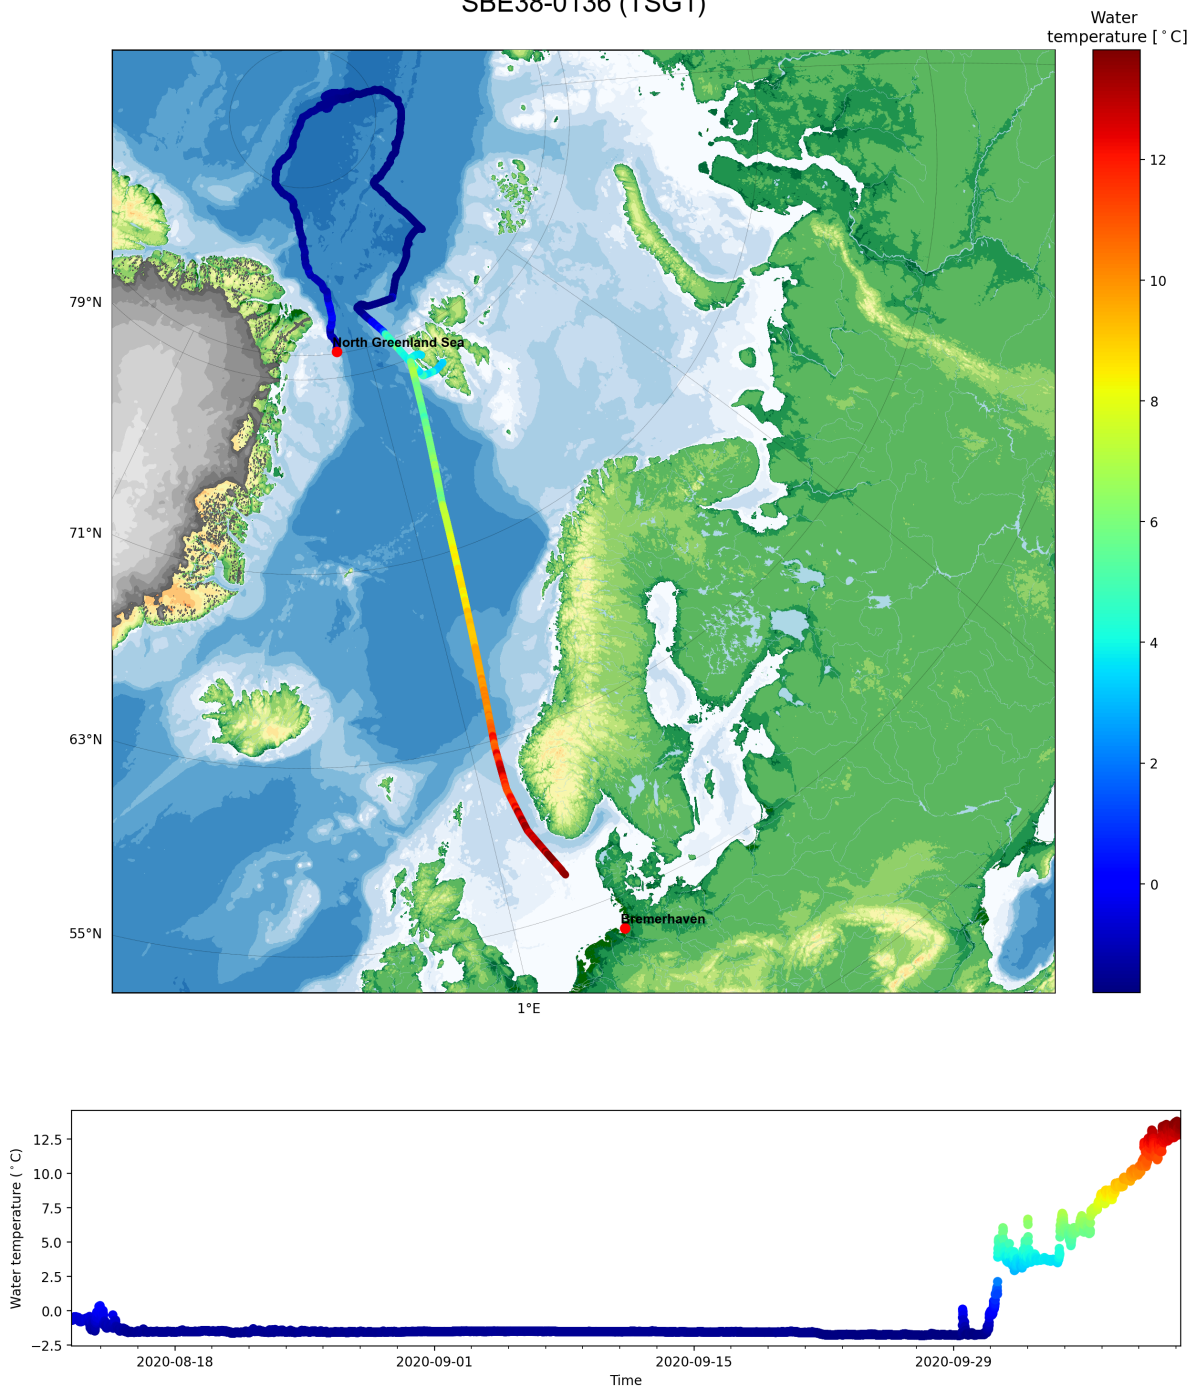 SBE38-0136 (TSG1)
Water
temperature [°C]
79°N
71°N
63°N
55°N
1°E
North Greenland Sea
Bremerhaven
12
10
8
6
4
2
0
Water temperature (°C)
12.5
10.0
7.5
5.0
2.5
0.0
−2.5
2020-08-18
2020-09-01
2020-09-15
2020-09-29
Time